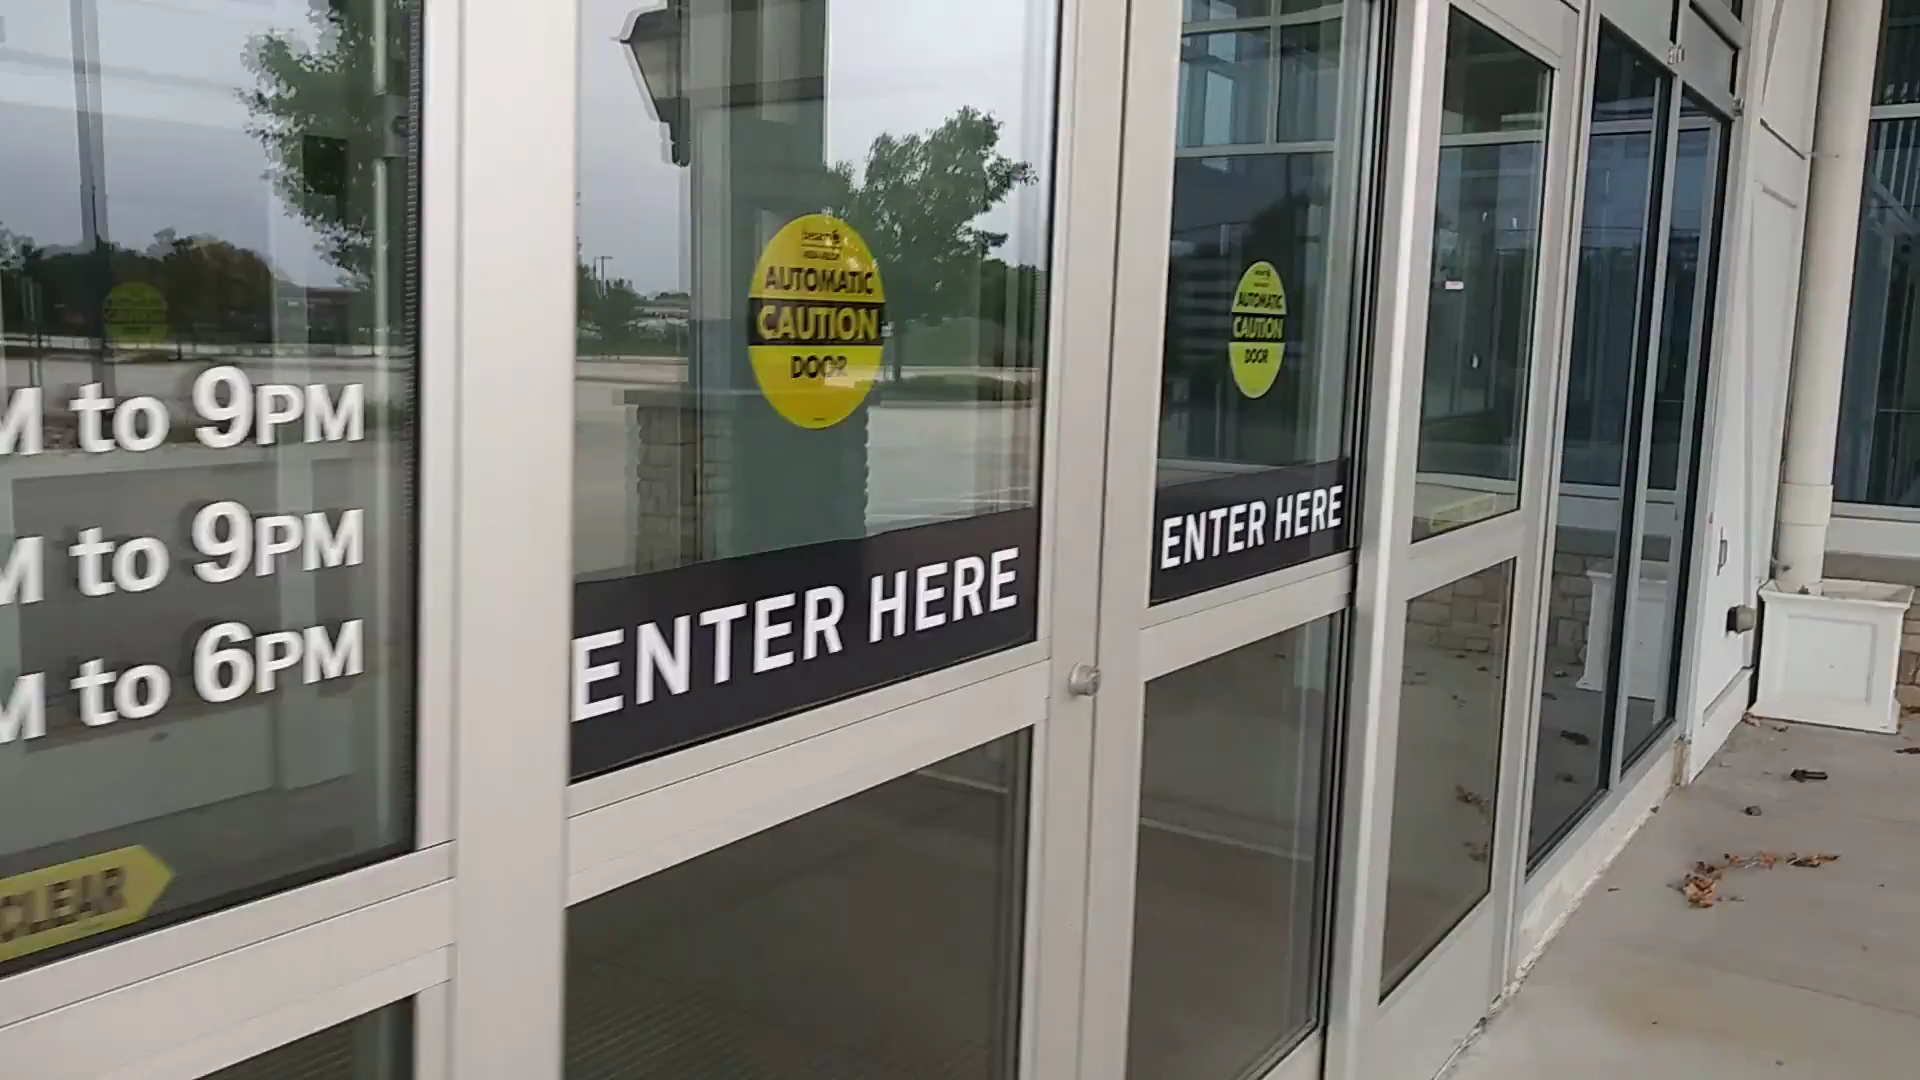 M to 9PM
M to 9PM
M to 6PM
CLEAR
AUTOMATIC
CAUTION
DOOR
ENTER HERE
AUTOMATIC
CAUTION
DOOR
ENTER HERE